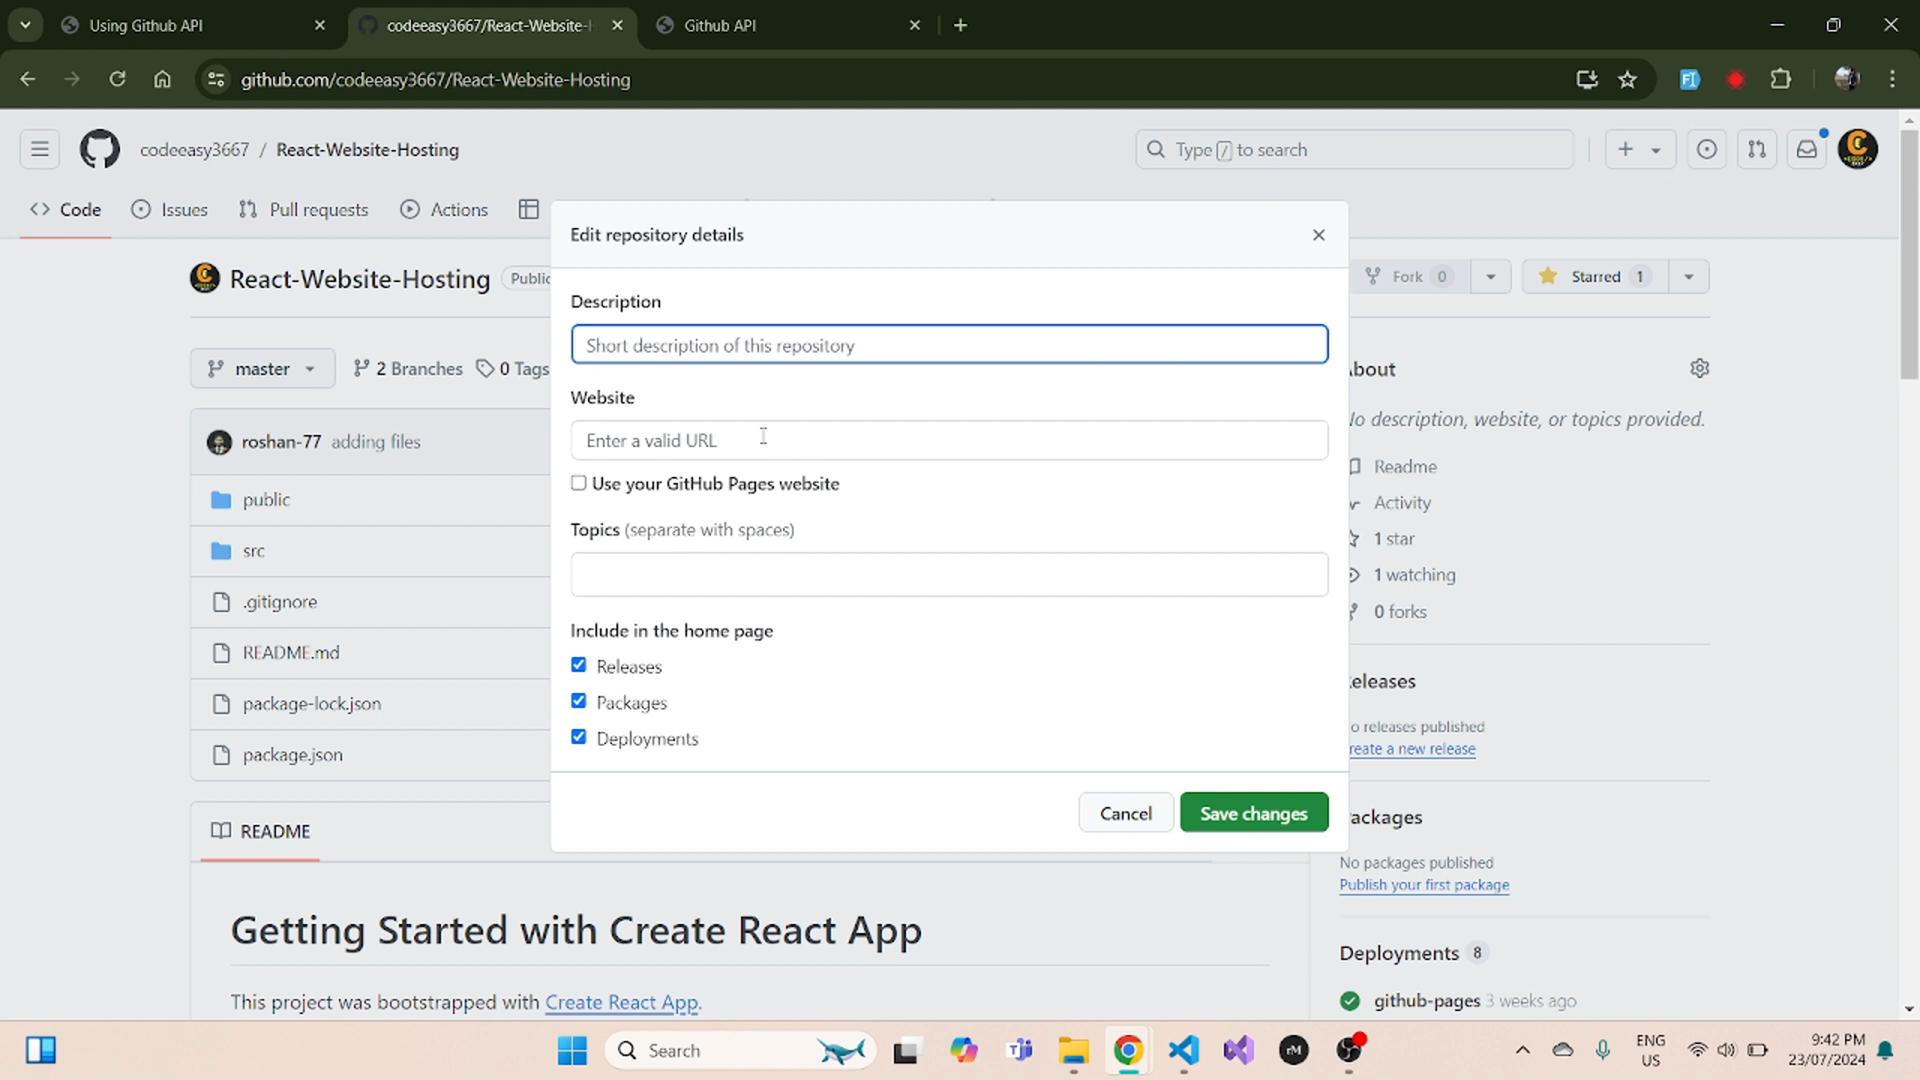 Using Github API
codeeasy3667/React-Website-
Github API
github.com/codeeasy3667/React-Website-Hosting
codeeasy3667 / React-Website-Hosting
Type / to search
Code
Issues
Pull requests
Actions
React-Website-Hosting
Public
Fork 0
Starred 1
master
2 Branches
0 Tags
roshan-77 adding files
public
src
.gitignore
README.md
package-lock.json
package.json
README
Getting Started with Create React App
This project was bootstrapped with Create React App.
Edit repository details
Description
Short description of this repository
Website
Enter a valid URL
Use your GitHub Pages website
Topics (separate with spaces)
Include in the home page
Releases
Packages
Deployments
Cancel
Save changes
bout
o description, website, or topics provided.
Readme
Activity
1 star
1 watching
0 forks
eleases
o releases published
reate a new release
ackages
No packages published
Publish your first package
Deployments 8
github-pages 3 weeks ago
Search
ENG
US
9:42 PM
23/07/2024